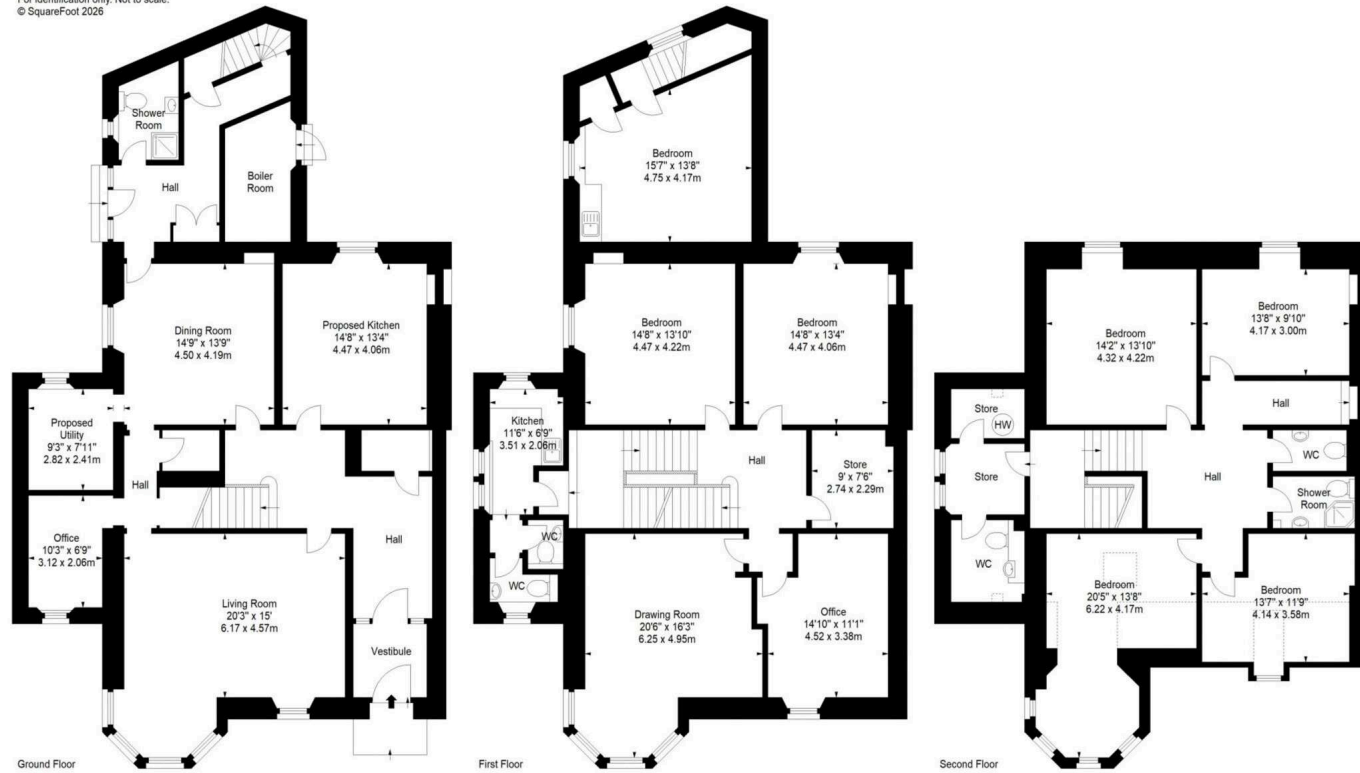 For identification only. Not to scale.
© SquareFoot 2026
Shower
Room
Hall
Boiler
Room
Dining Room
14'9" x 13'9"
4.50 x 4.19m
Proposed Kitchen
14'8" x 13'4"
4.47 x 4.06m
Proposed
Utility
9'3" x 7'11"
2.82 x 2.41m
Hall
Office
10'3" x 6'9"
3.12 x 2.06m
Living Room
20'3" x 15'
6.17 x 4.57m
Hall
Vestibule
Ground Floor
Bedroom
15'7" x 13'8"
4.75 x 4.17m
Bedroom
14'8" x 13'10"
4.47 x 4.22m
Bedroom
14'8" x 13'4"
4.47 x 4.06m
Kitchen
11'6" x 6'9"
3.51 x 2.06m
Hall
Store
9' x 7'6"
2.74 x 2.29m
WC
WC
Drawing Room
20'6" x 16'3"
6.25 x 4.95m
Office
14'10" x 11'1"
4.52 x 3.38m
First Floor
Bedroom
14'2" x 13'10"
4.32 x 4.22m
Bedroom
13'8" x 9'10"
4.17 x 3.00m
Hall
Store
HW
Store
WC
Hall
WC
Shower
Room
Bedroom
20'5" x 13'8"
6.22 x 4.17m
Bedroom
13'7" x 11'9"
4.14 x 3.58m
Second Floor